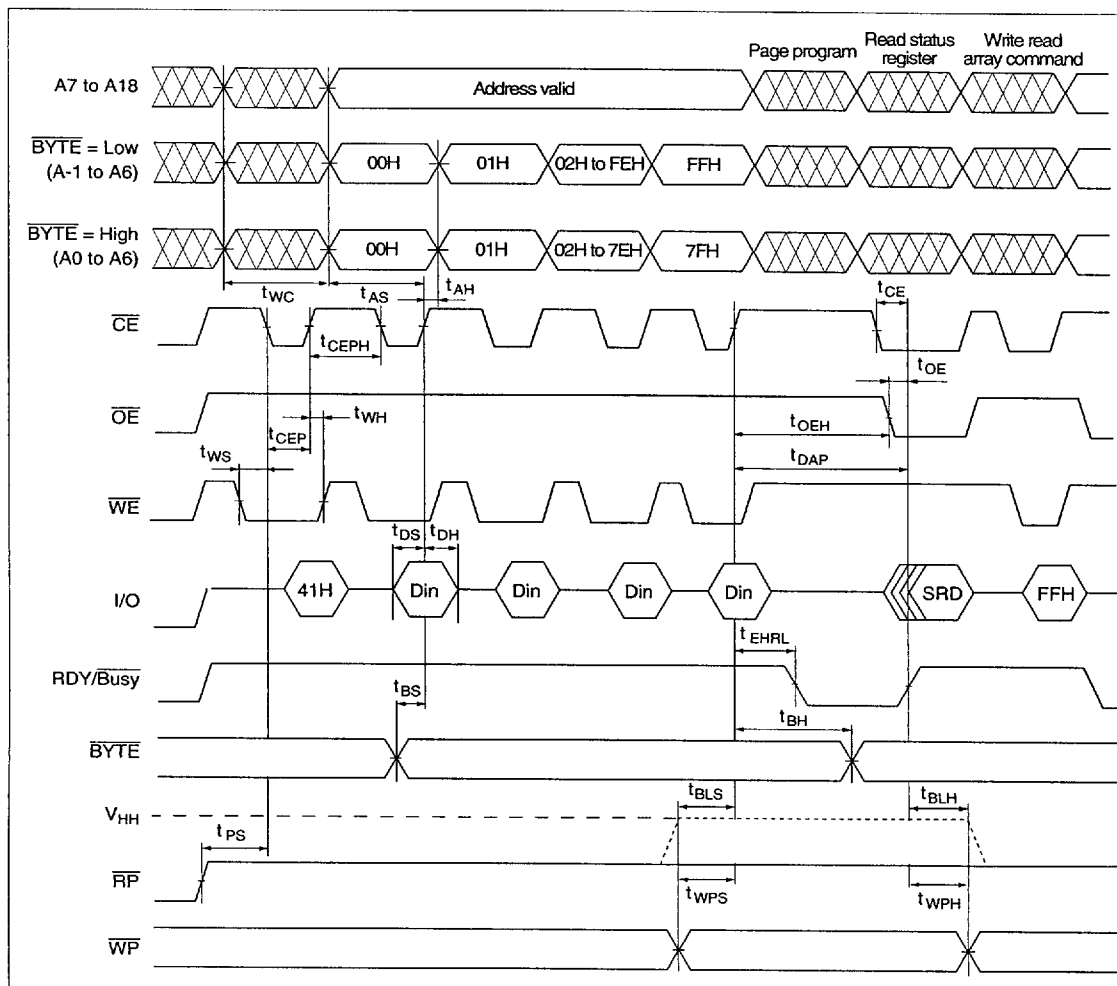 Page program
Read status register
Write read array command
A7 to A18
Address valid
BYTE = Low
(A-1 to A6)
00H
01H
02H to FEH
FFH
BYTE = High
(A0 to A6)
00H
01H
02H to 7EH
7FH
tWC
tAS
tAH
tCE
CE
tCEPH
tOE
OE
tWH
tOEH
tCEP
tWS
tDAP
WE
tDS
tDH
I/O
41H
Din
Din
Din
Din
SRD
FFH
tEHRL
RDY/Busy
tBS
tBH
BYTE
tBLS
tBLH
VHH
tPS
RP
tWPS
tWPH
WP